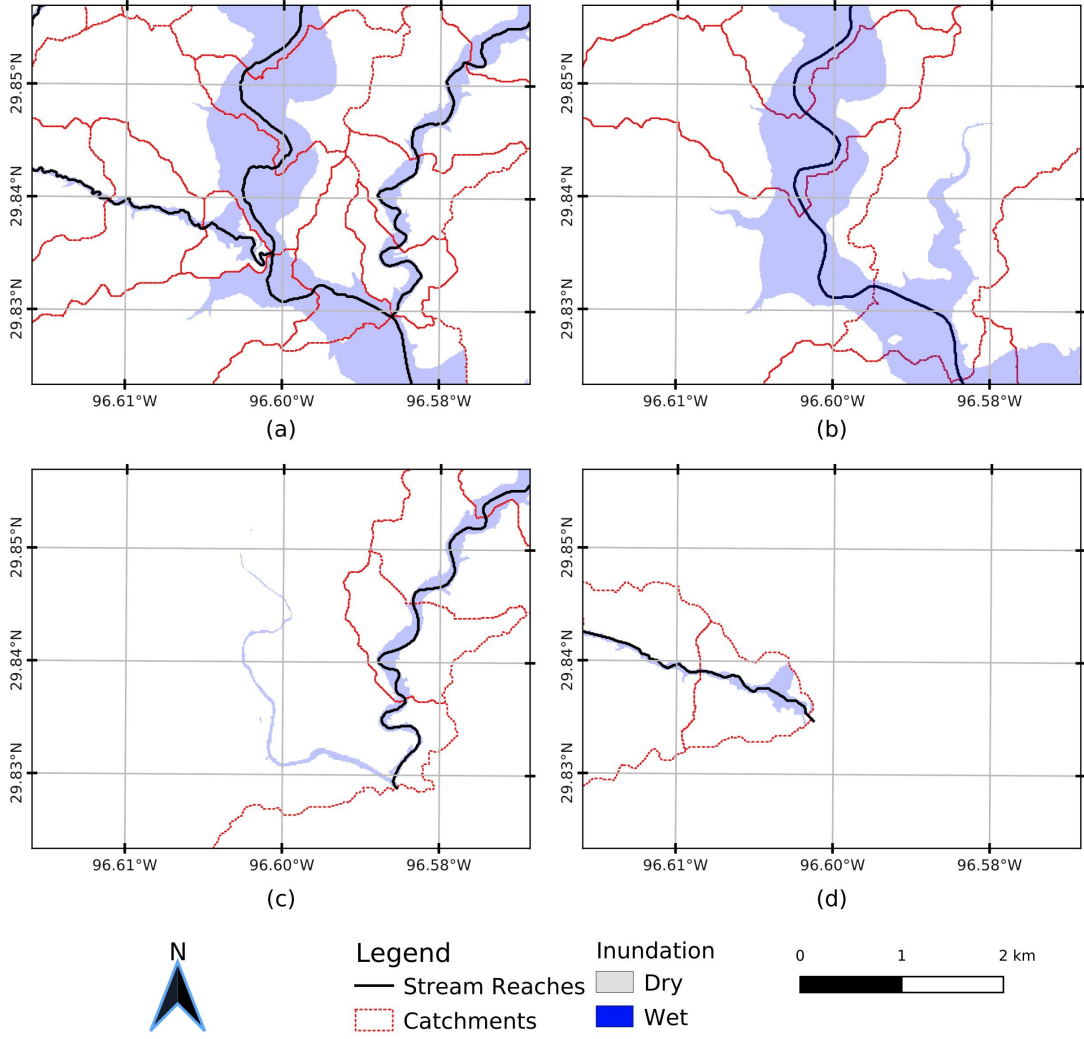 29.85°N
29.84°N
29.83°N
96.61°W 96.60°W 96.58°W
(a)
29.85°N
29.84°N
29.83°N
96.61°W 96.60°W 96.58°W
(b)
29.85°N
29.84°N
29.83°N
96.61°W 96.60°W 96.58°W
(c)
29.85°N
29.84°N
29.83°N
96.61°W 96.60°W 96.58°W
(d)
N
Legend
Stream Reaches
Catchments
Inundation
Dry
Wet
0 1 2 km